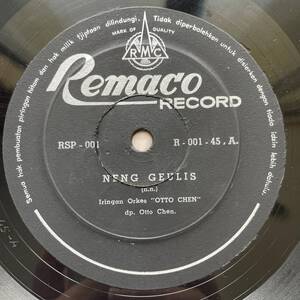 Semua hak pembuatan piringan hitam dan hak milik tjiptaan dilindungi. Tidak diperbolehkan untuk disiarkan dengan tiada idzin lebih dahulu.
MARK OF QUALITY
RMC
Remaco
RECORD
RSP-001
R-001-45,A.
NENG GEULIS
(n.n.)
Iringan Orkes "OTTO CHEN"
dp. Otto Chen.